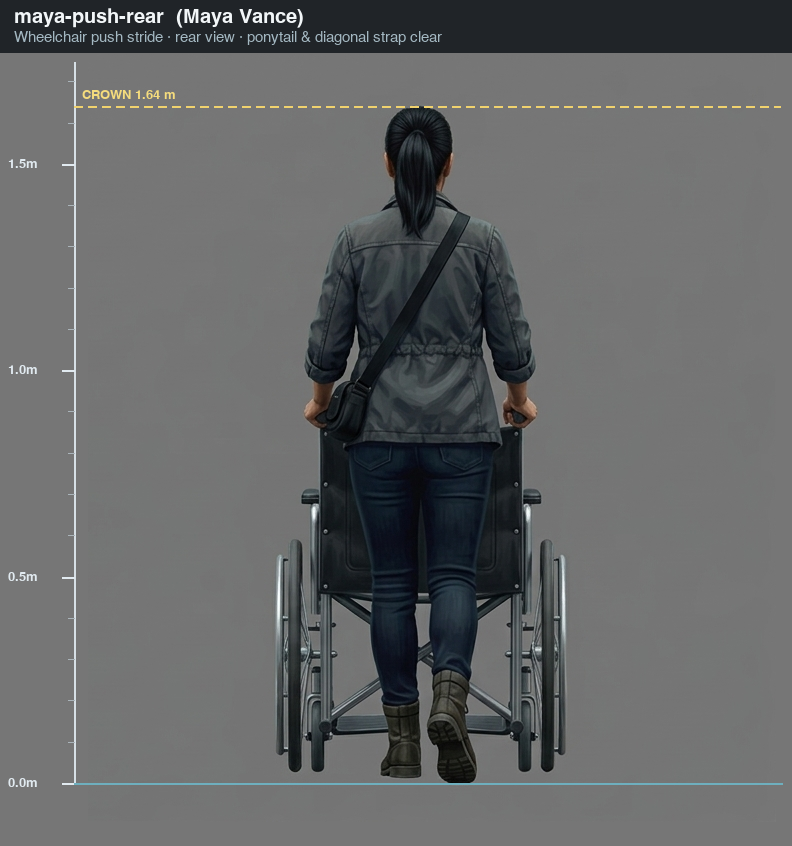 maya-push-rear (Maya Vance)
Wheelchair push stride · rear view · ponytail & diagonal strap clear
CROWN 1.64 m
1.5m
1.0m
0.5m
0.0m